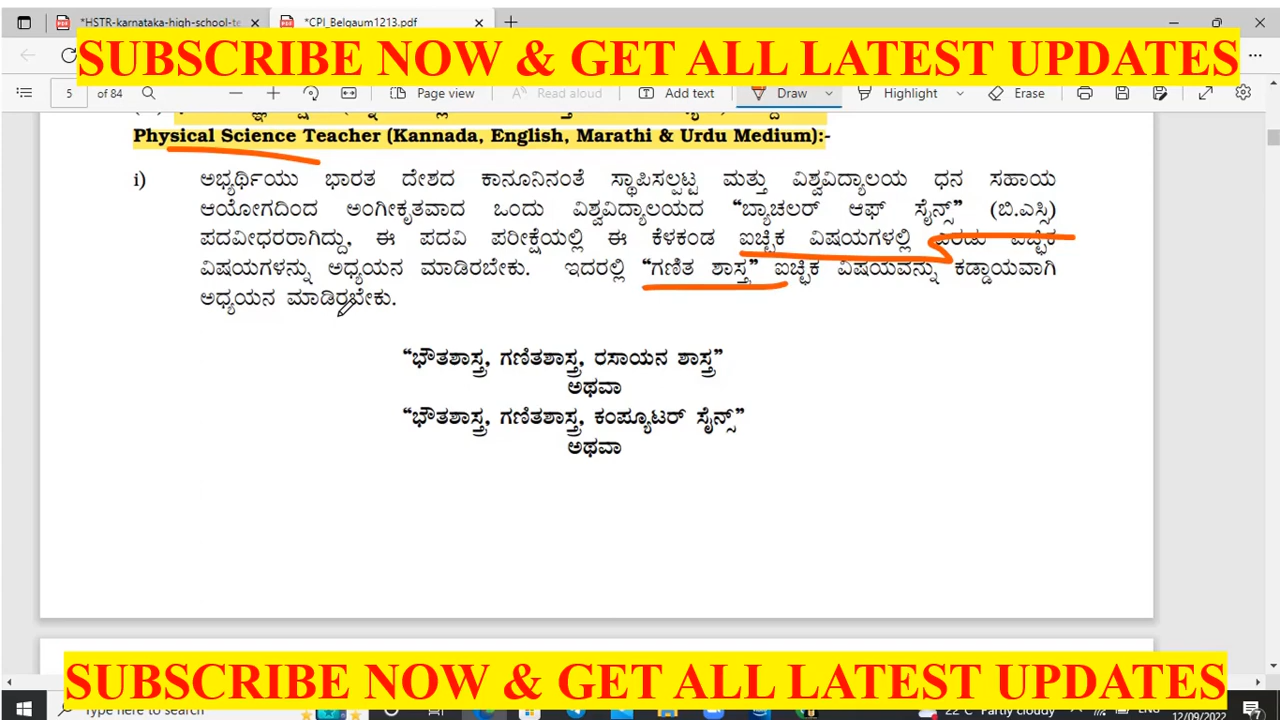 *HSTR-karnataka-high-school-te
*CPI_Belgaum1213.pdf
SUBSCRIBE NOW & GET ALL LATEST UPDATES
5 of 84
Page view
Read aloud
Add text
Draw
Highlight
Erase
Physical Science Teacher (Kannada, English, Marathi & Urdu Medium):-
i) ಅಭ್ಯರ್ಥಿಯು ಭಾರತ ದೇಶದ ಕಾನೂನಿನಂತೆ ಸ್ಥಾಪಿಸಲ್ಪಟ್ಟ ಮತ್ತು ವಿಶ್ವವಿದ್ಯಾಲಯ ಧನ ಸಹಾಯ
ಆಯೋಗದಿಂದ ಅಂಗೀಕೃತವಾದ ಒಂದು ವಿಶ್ವವಿದ್ಯಾಲಯದ “ಬ್ಯಾಚಲರ್ ಆಫ್ ಸೈನ್ಸ್” (ಬಿ.ಎಸ್ಸಿ)
ಪದವೀಧರರಾಗಿದ್ದು, ಈ ಪದವಿ ಪರೀಕ್ಷೆಯಲ್ಲಿ ಈ ಕೆಳಕಂಡ ಐಚ್ಛಿಕ ವಿಷಯಗಳಲ್ಲಿ ಎರಡು ಐಚ್ಛಿಕ
ವಿಷಯಗಳನ್ನು ಅಧ್ಯಯನ ಮಾಡಿರಬೇಕು. ಇದರಲ್ಲಿ “ಗಣಿತ ಶಾಸ್ತ್ರ” ಐಚ್ಛಿಕ ವಿಷಯವನ್ನು ಕಡ್ಡಾಯವಾಗಿ
ಅಧ್ಯಯನ ಮಾಡಿರಬೇಕು.
“ಭೌತಶಾಸ್ತ್ರ, ಗಣಿತಶಾಸ್ತ್ರ, ರಸಾಯನ ಶಾಸ್ತ್ರ”
ಅಥವಾ
“ಭೌತಶಾಸ್ತ್ರ, ಗಣಿತಶಾಸ್ತ್ರ, ಕಂಪ್ಯೂಟರ್ ಸೈನ್ಸ್”
ಅಥವಾ
SUBSCRIBE NOW & GET ALL LATEST UPDATES
Type here to search
22°C Partly cloudy
12/09/2022